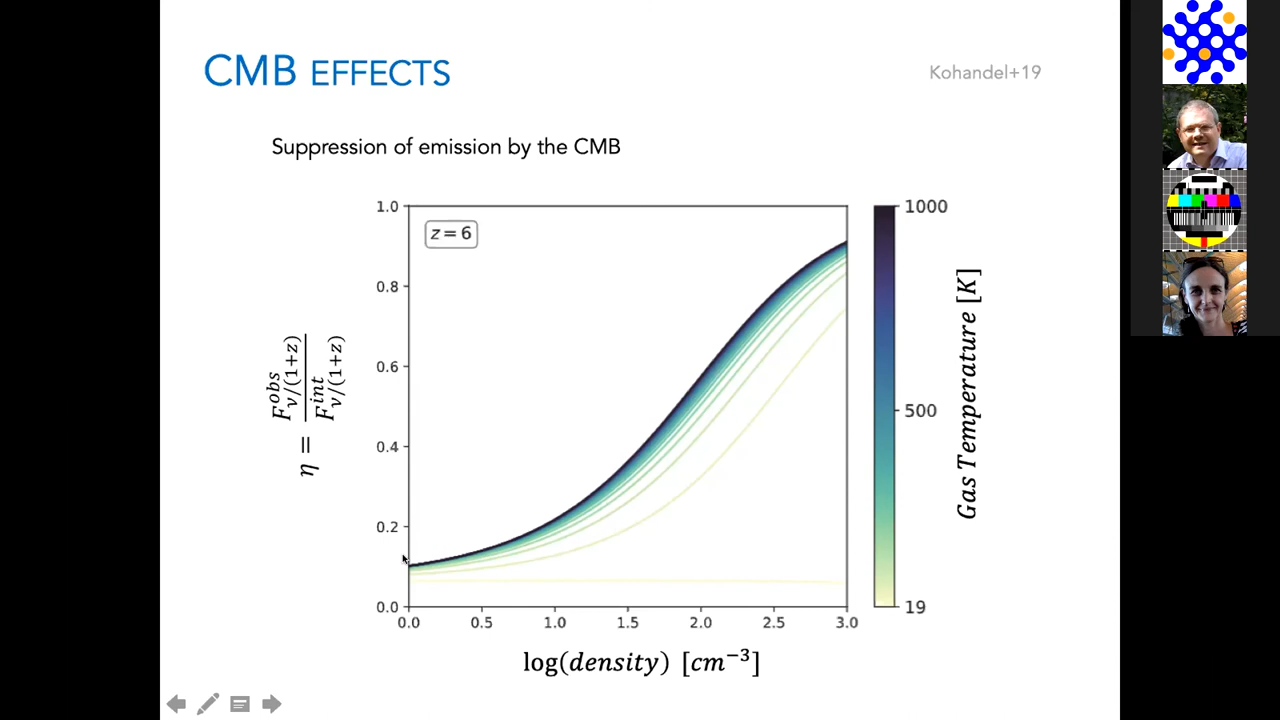 CMB EFFECTS
Kohandel+19
Suppression of emission by the CMB
z = 6
η = F^{obs}_{ν/(1+z)} / F^{int}_{ν/(1+z)}
1.0
0.8
0.6
0.4
0.2
0.0
0.0 0.5 1.0 1.5 2.0 2.5 3.0
log(density) [cm⁻³]
1000
500
19
Gas Temperature [K]